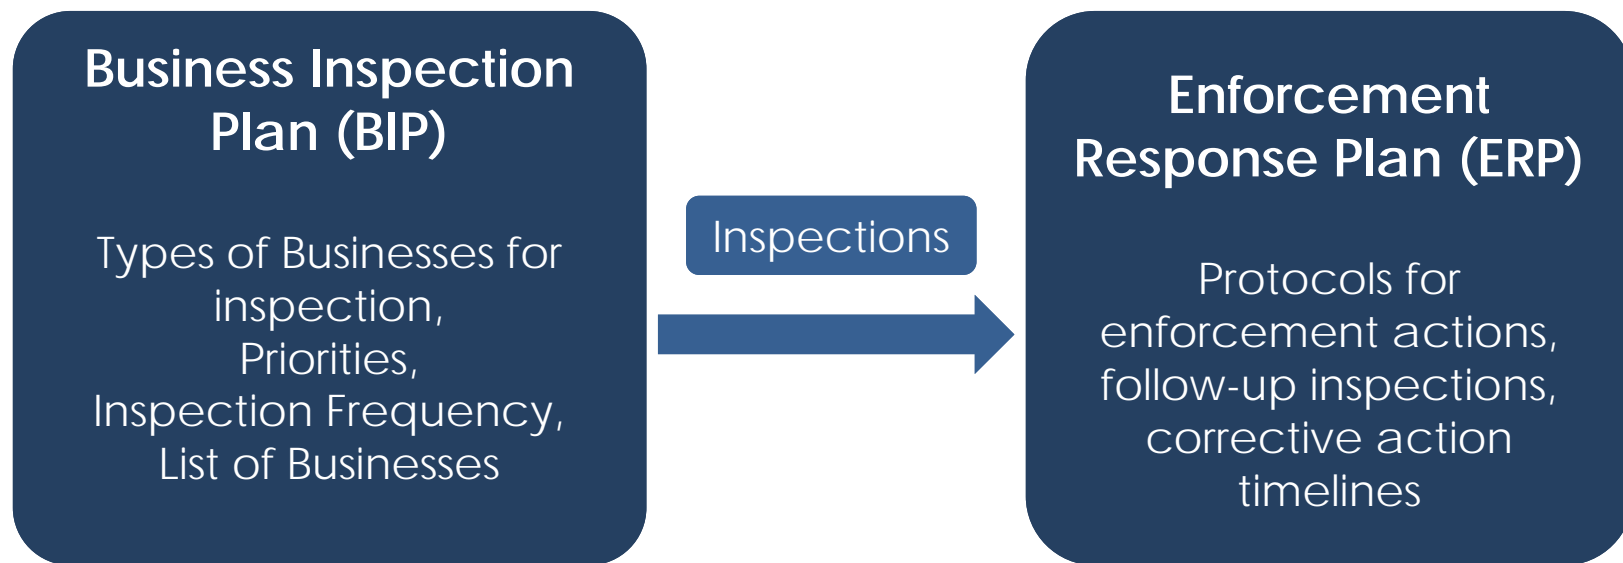 Business Inspection
Plan (BIP)
Types of Businesses for
inspection,
Priorities,
Inspection Frequency,
List of Businesses
Inspections
Enforcement
Response Plan (ERP)
Protocols for
enforcement actions,
follow-up inspections,
corrective action
timelines